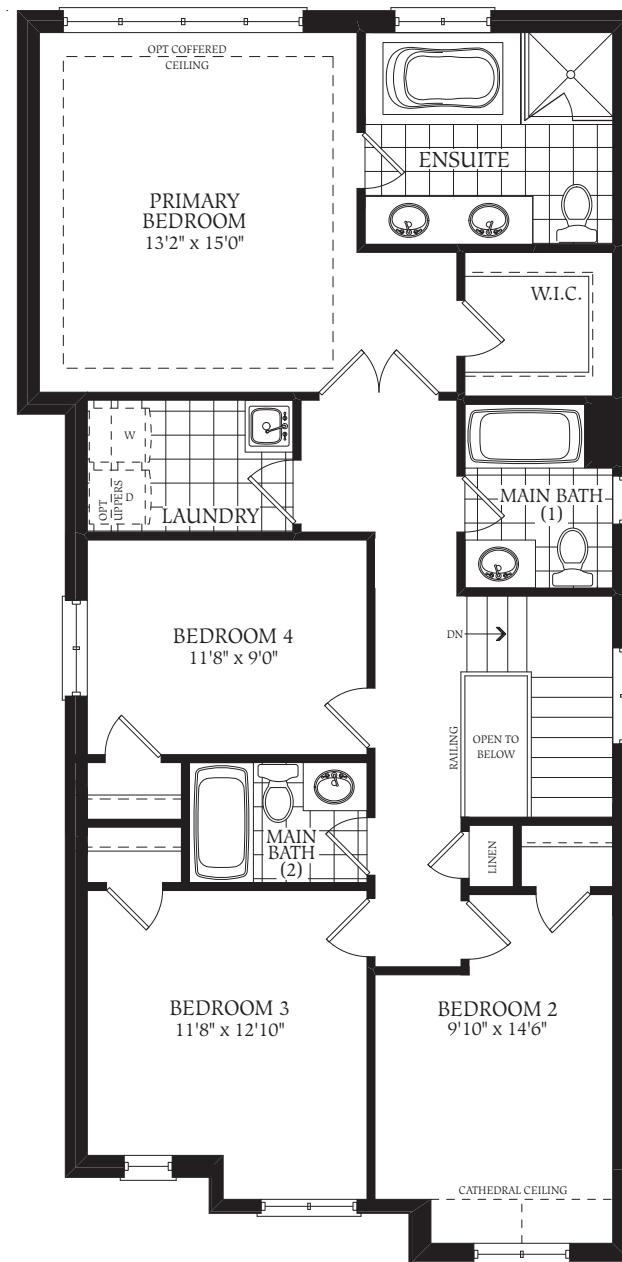 OPT COFFERED
CEILING
PRIMARY
BEDROOM
13'2" x 15'0"
ENSUITE
W.I.C.
W
D
OPT
UPPERS
LAUNDRY
MAIN BATH
(1)
BEDROOM 4
11'8" x 9'0"
DN
RAILING
OPEN TO
BELOW
MAIN
BATH
(2)
LINEN
BEDROOM 3
11'8" x 12'10"
BEDROOM 2
9'10" x 14'6"
CATHEDRAL CEILING